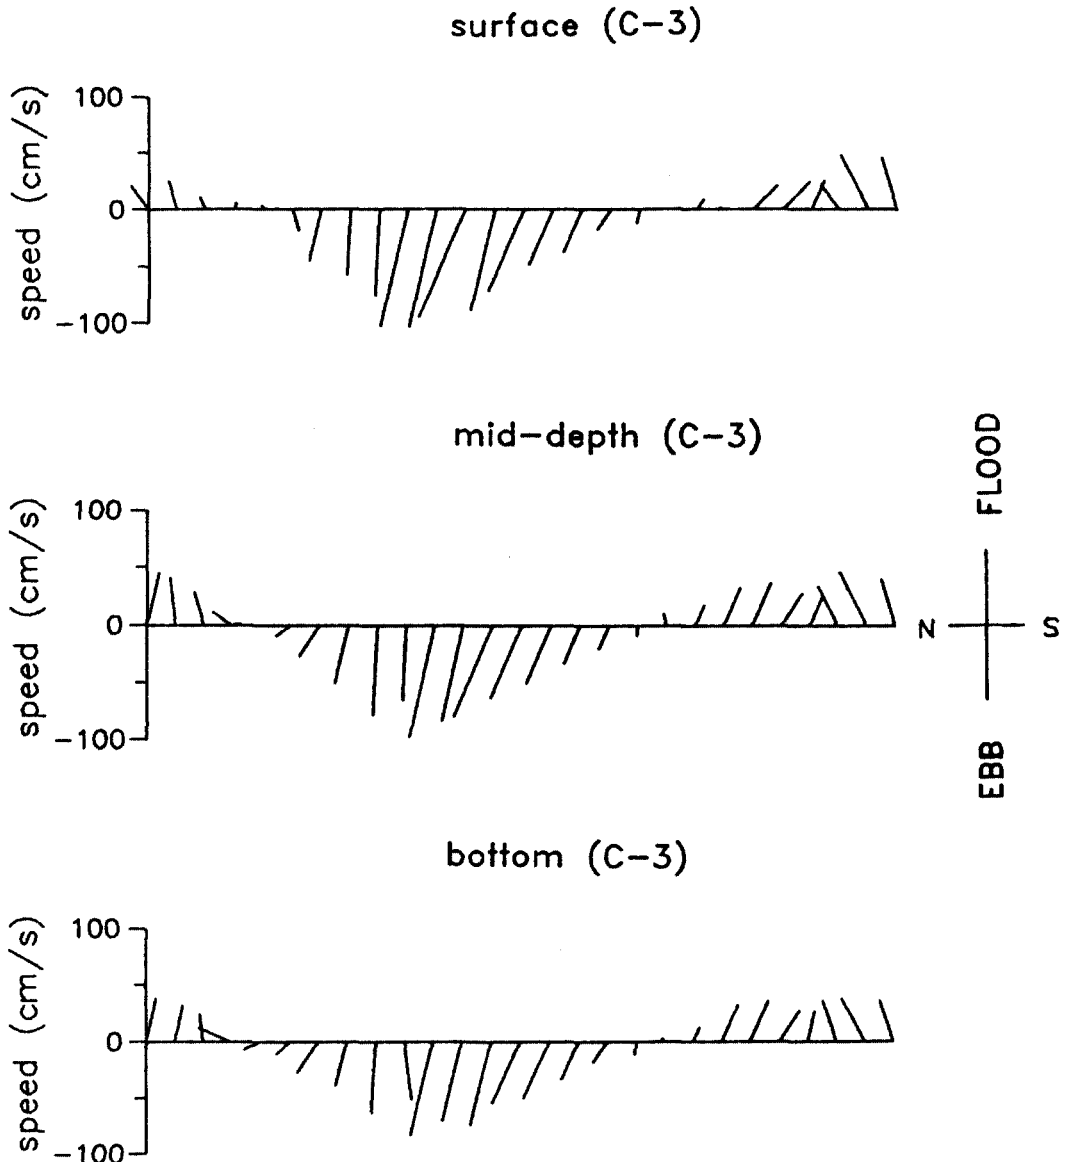 surface (C-3)
100
0
-100
speed (cm/s)
mid-depth (C-3)
100
0
-100
speed (cm/s)
FLOOD
N
S
EBB
bottom (C-3)
100
0
-100
speed (cm/s)